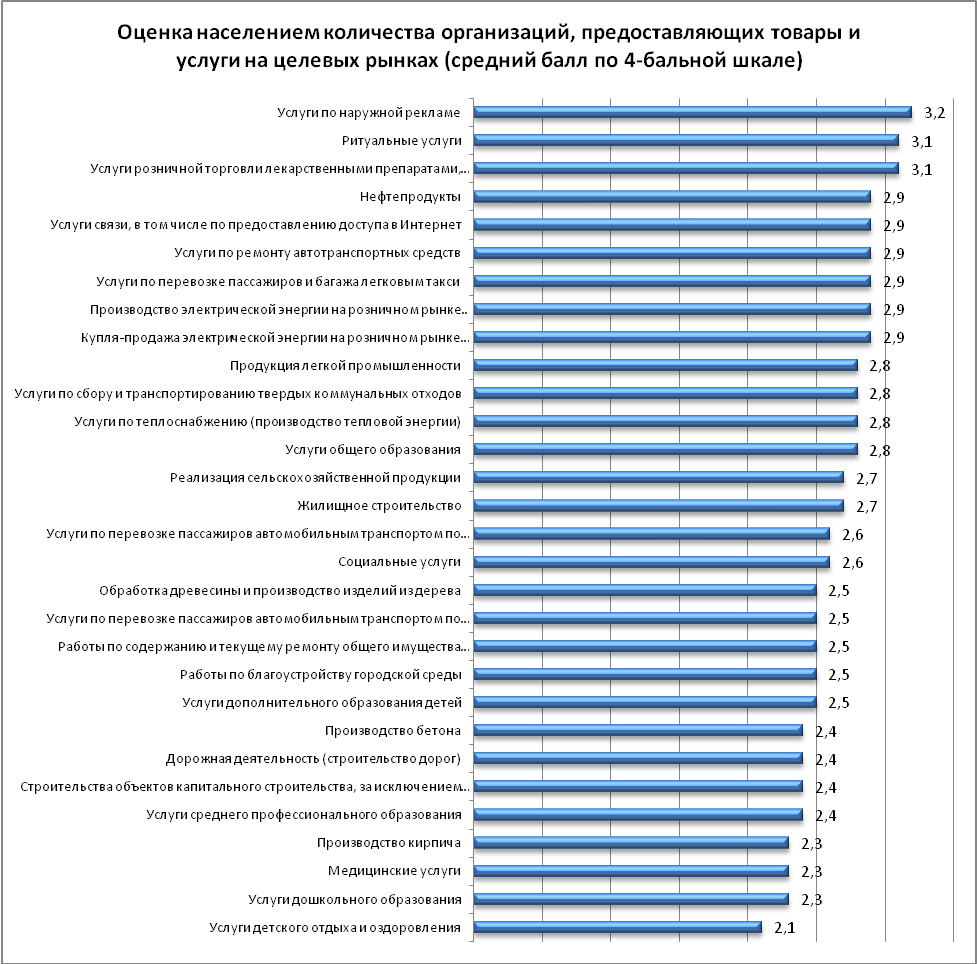 Оценка населением количества организаций, предоставляющих товары и
услуги на целевых рынках (средний балл по 4-бальной шкале)
Услуги по наружной рекламе 3,2
Ритуальные услуги 3,1
Услуги розничной торговли лекарственными препаратами,... 3,1
Нефтепродукты 2,9
Услуги связи, в том числе по предоставлению доступа в Интернет 2,9
Услуги по ремонту автотранспортных средств 2,9
Услуги по перевозке пассажиров и багажа легковым такси 2,9
Производство электрической энергии на розничном рынке.. 2,9
Купля-продажа электрической энергии на розничном рынке... 2,9
Продукция легкой промышленности 2,8
Услуги по сбору и транспортированию твердых коммунальных отходов 2,8
Услуги по теплоснабжению (производство тепловой энергии) 2,8
Услуги общего образования 2,8
Реализация сельскохозяйственной продукции 2,7
Жилищное строительство 2,7
Услуги по перевозке пассажиров автомобильным транспортом по... 2,6
Социальные услуги 2,6
Обработка древесины и производство изделий из дерева 2,5
Услуги по перевозке пассажиров автомобильным транспортом по... 2,5
Работы по содержанию и текущему ремонту общего имущества... 2,5
Работы по благоустройству городской среды 2,5
Услуги дополнительного образования детей 2,5
Производство бетона 2,4
Дорожная деятельность (строительство дорог) 2,4
Строительства объектов капитального строительства, за исключением... 2,4
Услуги среднего профессионального образования 2,4
Производство кирпича 2,3
Медицинские услуги 2,3
Услуги дошкольного образования 2,3
Услуги детского отдыха и оздоровления 2,1